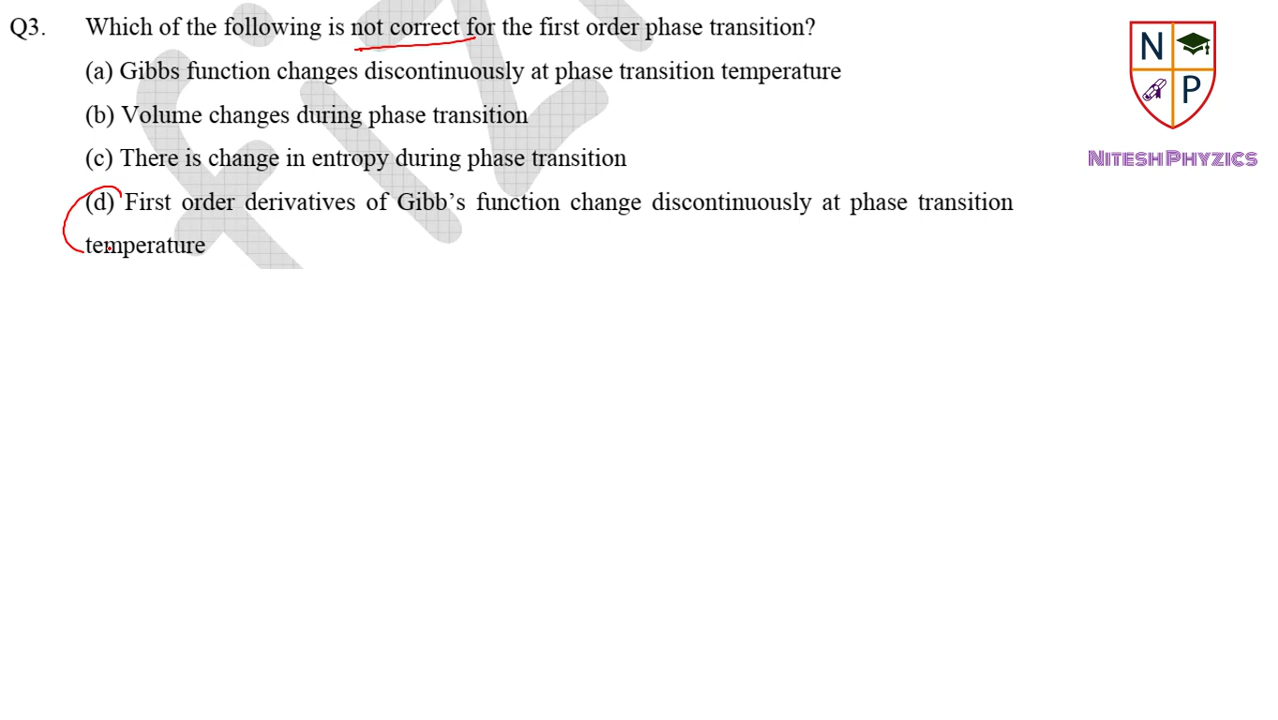 Q3. Which of the following is not correct for the first order phase transition?
(a) Gibbs function changes discontinuously at phase transition temperature
(b) Volume changes during phase transition
(c) There is change in entropy during phase transition
(d) First order derivatives of Gibb's function change discontinuously at phase transition
temperature
N
P
NITESHPHYZICS